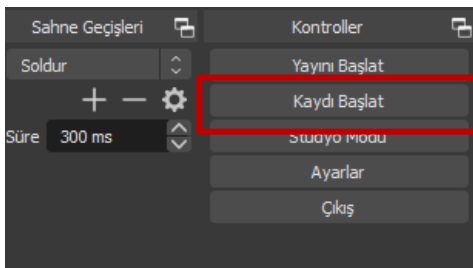 Sahne Geçişleri
Soldur
Süre 300 ms
Kontroller
Yayını Başlat
Kaydı Başlat
Stüdyo Modu
Ayarlar
Çıkış